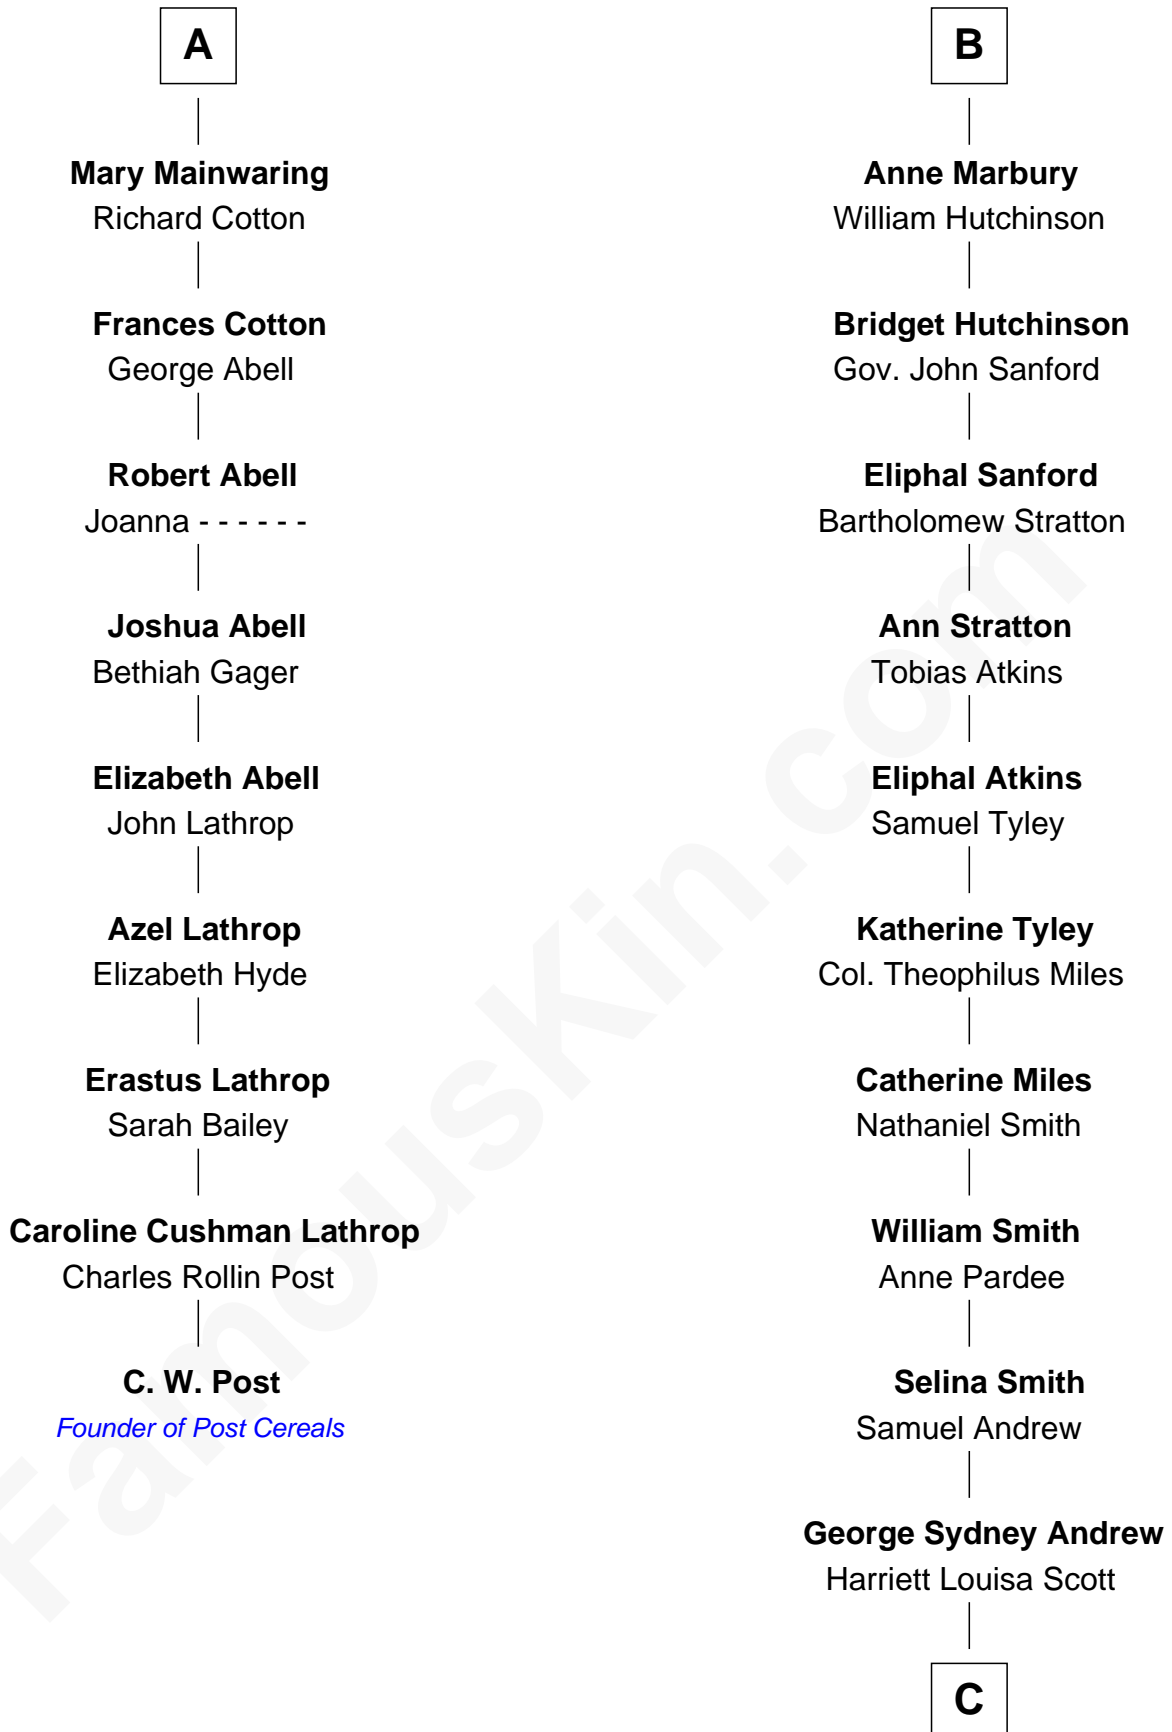 A
Mary Mainwaring
Richard Cotton
Frances Cotton
George Abell
Robert Abell
Joanna - - - - - -
Joshua Abell
Bethiah Gager
Elizabeth Abell
John Lathrop
Azel Lathrop
Elizabeth Hyde
Erastus Lathrop
Sarah Bailey
Caroline Cushman Lathrop
Charles Rollin Post
C. W. Post
Founder of Post Cereals
B
Anne Marbury
William Hutchinson
Bridget Hutchinson
Gov. John Sanford
Eliphal Sanford
Bartholomew Stratton
Ann Stratton
Tobias Atkins
Eliphal Atkins
Samuel Tyley
Katherine Tyley
Col. Theophilus Miles
Catherine Miles
Nathaniel Smith
William Smith
Anne Pardee
Selina Smith
Samuel Andrew
George Sydney Andrew
Harriett Louisa Scott
C
FamousKin.com